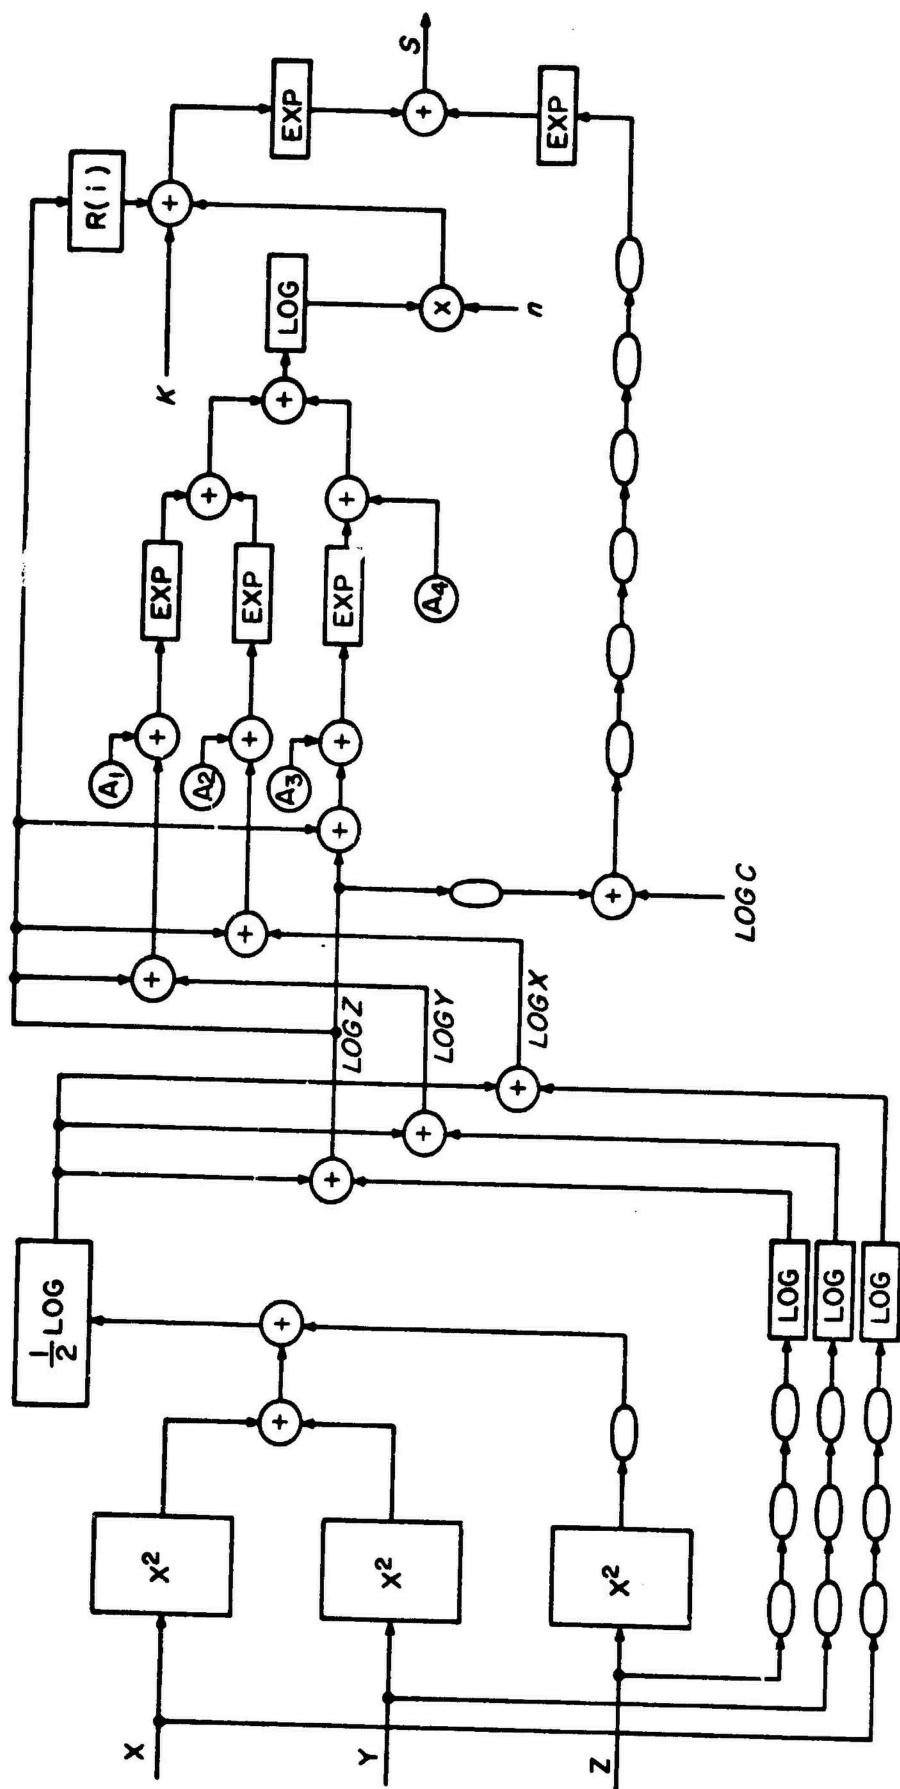 X
Y
Z
X²
X²
X²
½ LOG
LOG
LOG
LOG
+
+
+
+
+
LOG Z
LOG Y
LOG X
+
+
+
+
LOG C
A₁
A₂
A₃
+
+
+
EXP
EXP
EXP
A₄
+
+
+
LOG
K
R(i)
+
X
n
EXP
EXP
+
S